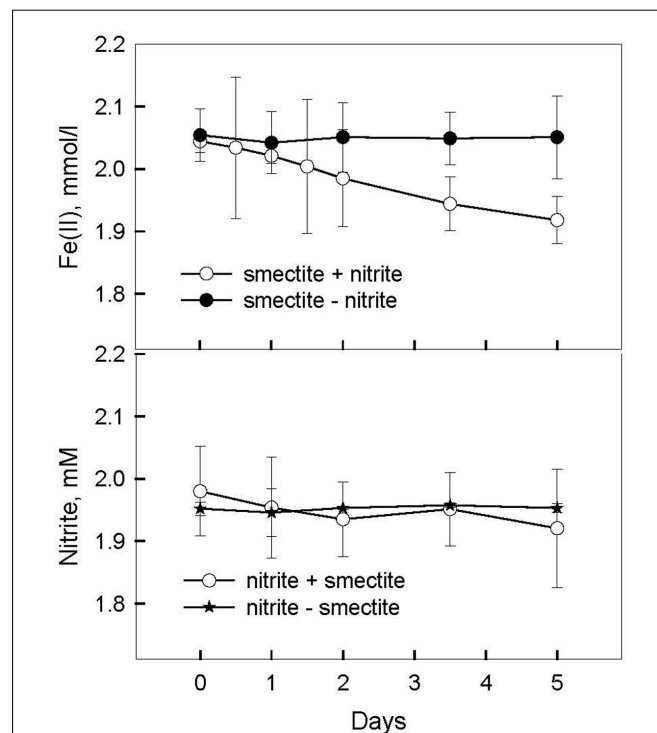 2.2
2.1
2.0
1.9
1.8
Fe(II), mmol/l
smectite + nitrite
smectite - nitrite
2.2
2.1
2.0
1.9
1.8
Nitrite, mM
nitrite + smectite
nitrite - smectite
0 1 2 3 4 5
Days